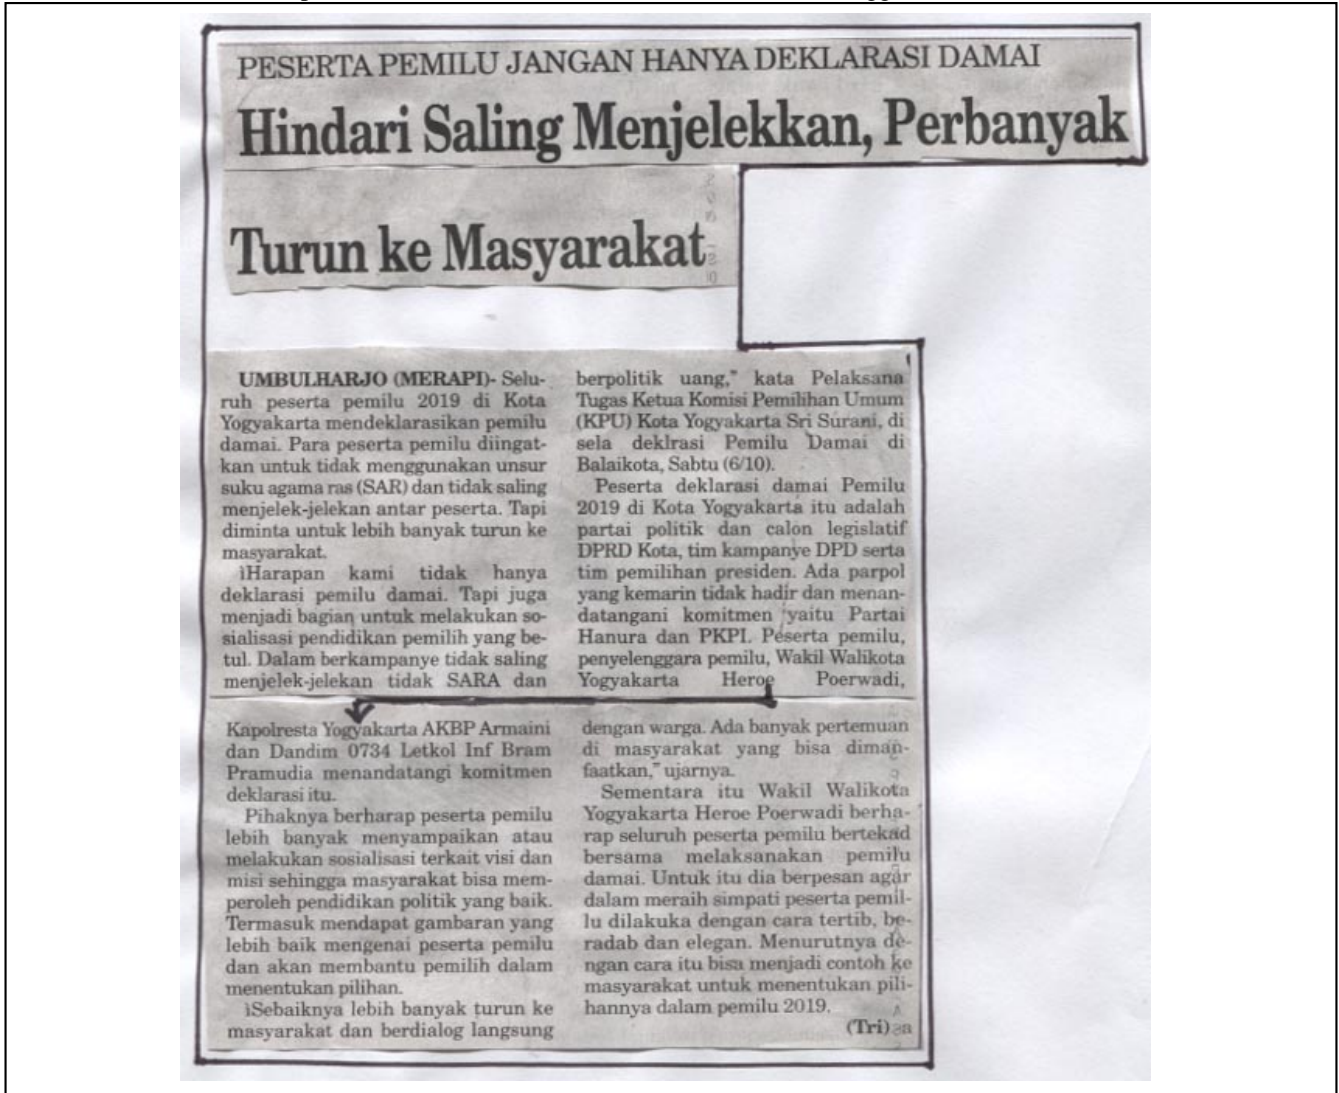 PESERTA PEMILU JANGAN HANYA DEKLARASI DAMAI
Hindari Saling Menjelekkan, Perbanyak
Turun ke Masyarakat
UMBULHARJO (MERAPI)- Selu-
ruh peserta pemilu 2019 di Kota
Yogyakarta mendeklarasikan pemilu
damai. Para peserta pemilu diingat-
kan untuk tidak menggunakan unsur
suku agama ras (SAR) dan tidak saling
menjelek-jelekan antar peserta. Tapi
diminta untuk lebih banyak turun ke
masyarakat.
ìHarapan kami tidak hanya
deklarasi pemilu damai. Tapi juga
menjadi bagian untuk melakukan so-
sialisasi pendidikan pemilih yang be-
tul. Dalam berkampanye tidak saling
menjelek-jelekan tidak SARA dan
berpolitik uang," kata Pelaksana
Tugas Ketua Komisi Pemilihan Umum
(KPU) Kota Yogyakarta Sri Surani, di
sela deklrasi Pemilu Damai di
Balaikota, Sabtu (6/10).
Peserta deklarasi damai Pemilu
2019 di Kota Yogyakarta itu adalah
partai politik dan calon legislatif
DPRD Kota, tim kampanye DPD serta
tim pemilihan presiden. Ada parpol
yang kemarin tidak hadir dan menan-
datangani komitmen yaitu Partai
Hanura dan PKPI. Peserta pemilu,
penyelenggara pemilu, Wakil Walikota
Yogyakarta Heroe Poerwadi,
Kapolresta Yogyakarta AKBP Armaini
dan Dandim 0734 Letkol Inf Bram
Pramudia menandatangi komitmen
deklarasi itu.
Pihaknya berharap peserta pemilu
lebih banyak menyampaikan atau
melakukan sosialisasi terkait visi dan
misi sehingga masyarakat bisa mem-
peroleh pendidikan politik yang baik.
Termasuk mendapat gambaran yang
lebih baik mengenai peserta pemilu
dan akan membantu pemilih dalam
menentukan pilihan.
ìSebaiknya lebih banyak turun ke
masyarakat dan berdialog langsung
dengan warga. Ada banyak pertemuan
di masyarakat yang bisa diman-
faatkan," ujarnya.
Sementara itu Wakil Walikota
Yogyakarta Heroe Poerwadi berha-
rap seluruh peserta pemilu bertekad
bersama melaksanakan pemilu
damai. Untuk itu dia berpesan agar
dalam meraih simpati peserta pemil-
lu dilakuka dengan cara tertib, be-
radab dan elegan. Menurutnya de-
ngan cara itu bisa menjadi contoh ke
masyarakat untuk menentukan pili-
hannya dalam pemilu 2019.
(Tri)